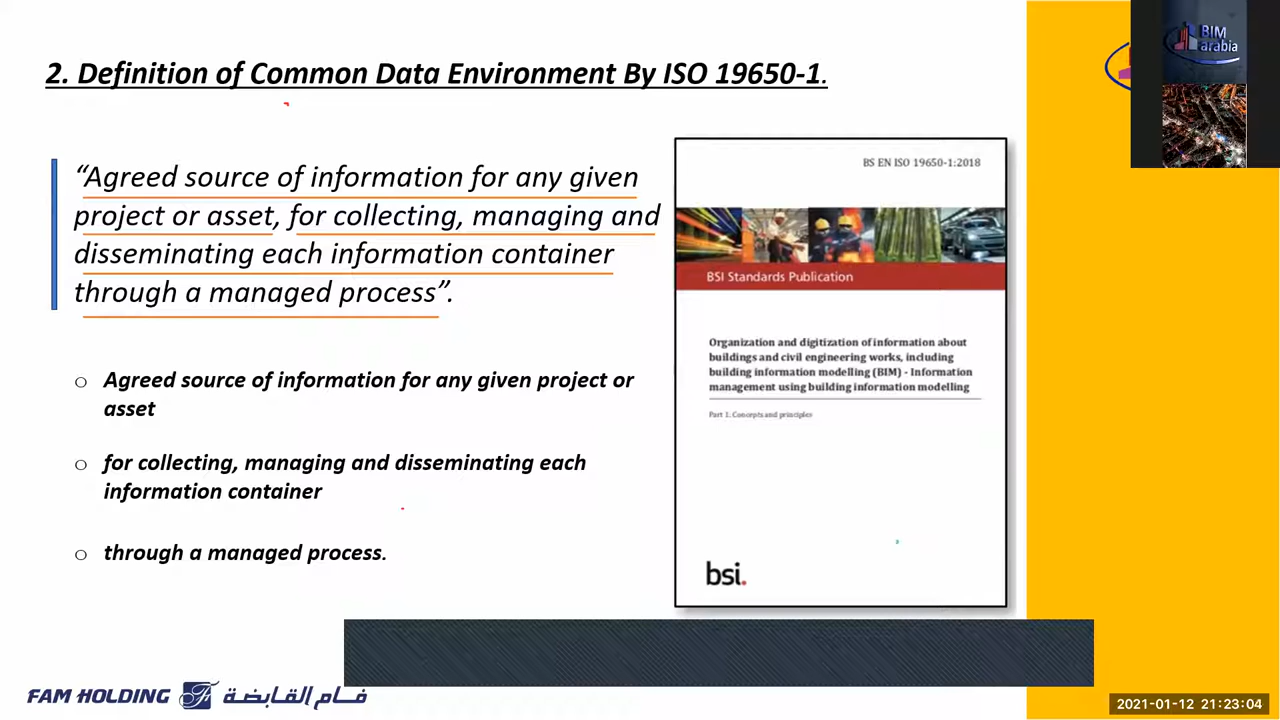 2. Definition of Common Data Environment By ISO 19650-1.
“Agreed source of information for any given
project or asset, for collecting, managing and
disseminating each information container
through a managed process”.
o Agreed source of information for any given project or
asset
o for collecting, managing and disseminating each
information container
o through a managed process.
BS EN ISO 19650-1:2018
BSI Standards Publication
Organization and digitization of information about
buildings and civil engineering works, including
building information modelling (BIM) - Information
management using building information modelling
Part 1: Concepts and principles
bsi.
BIM
arabia
FAM HOLDING فام القابضة
2021-01-12 21:23:04